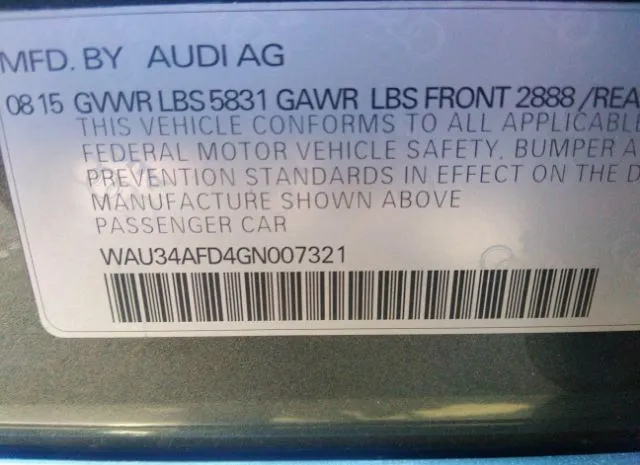 MFD. BY AUDI AG
08 15 GVWR LBS 5831 GAWR LBS FRONT 2888 /REA
THIS VEHICLE CONFORMS TO ALL APPLICABLE
FEDERAL MOTOR VEHICLE SAFETY, BUMPER A
PREVENTION STANDARDS IN EFFECT ON THE D
MANUFACTURE SHOWN ABOVE
PASSENGER CAR
WAU34AFD4GN007321